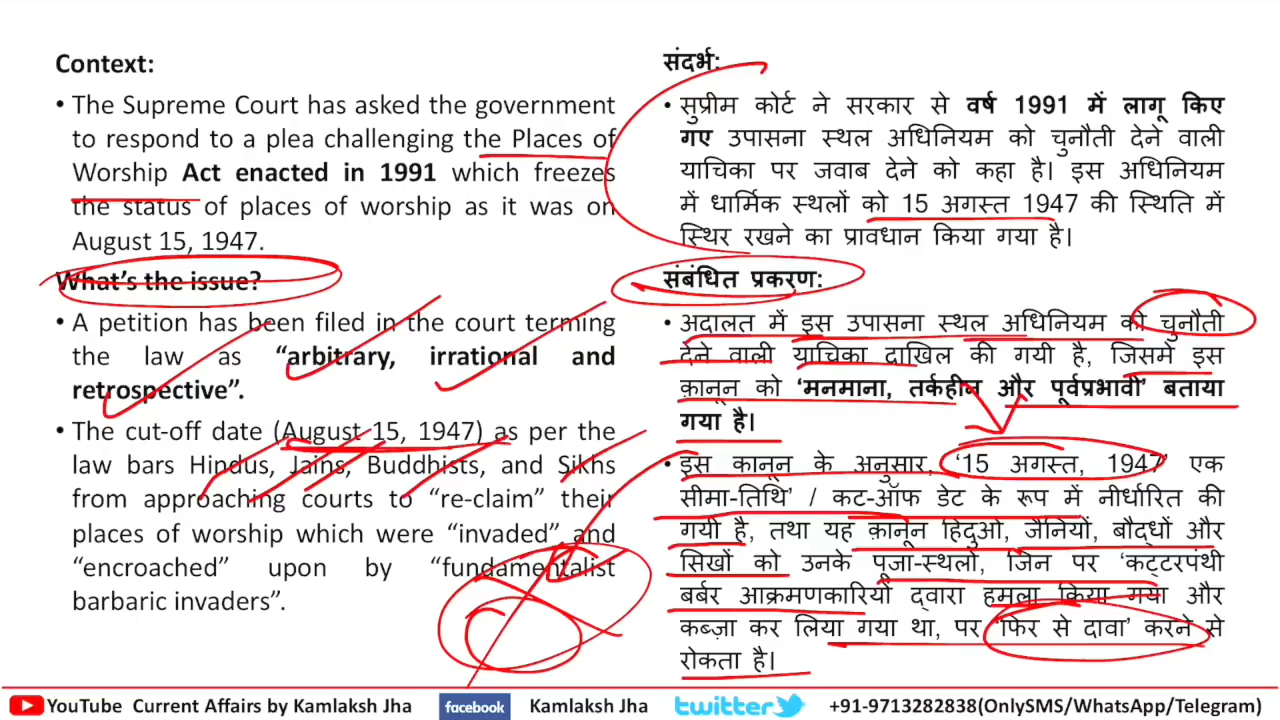 Context:
• The Supreme Court has asked the government
to respond to a plea challenging the Places of
Worship Act enacted in 1991 which freezes
the status of places of worship as it was on
August 15, 1947.
What's the issue?
• A petition has been filed in the court terming
the law as "arbitrary, irrational and
retrospective".
• The cut-off date (August 15, 1947) as per the
law bars Hindus, Jains, Buddhists, and Sikhs
from approaching courts to "re-claim" their
places of worship which were "invaded" and
"encroached" upon by "fundamentalist
barbaric invaders".
संदर्भ:
• सुप्रीम कोर्ट ने सरकार से वर्ष 1991 में लागू किए
गए उपासना स्थल अधिनियम को चुनौती देने वाली
याचिका पर जवाब देने को कहा है। इस अधिनियम
में धार्मिक स्थलों को 15 अगस्त 1947 की स्थिति में
स्थिर रखने का प्रावधान किया गया है।
संबंधित प्रकरण:
• अदालत में इस उपासना स्थल अधिनियम को चुनौती
देने वाली याचिका दाखिल की गयी है, जिसमें इस
क़ानून को 'मनमाना, तर्कहीन और पूर्वप्रभावी' बताया
गया है।
• इस कानून के अनुसार, '15 अगस्त, 1947' एक
सीमा-तिथि' / कट-ऑफ डेट के रूप में नीर्धारित की
गयी है, तथा यह क़ानून हिंदुओं, जैनियों, बौद्धों और
सिखों को उनके पूजा-स्थलों, जिन पर 'कट्टरपंथी
बर्बर आक्रमणकारियों द्वारा हमला किया गया और
कब्ज़ा कर लिया गया था, पर 'फिर से दावा' करने से
रोकता है।
YouTube Current Affairs by Kamlaksh Jha facebook Kamlaksh Jha twitter +91-9713282838(OnlySMS/WhatsApp/Telegram)